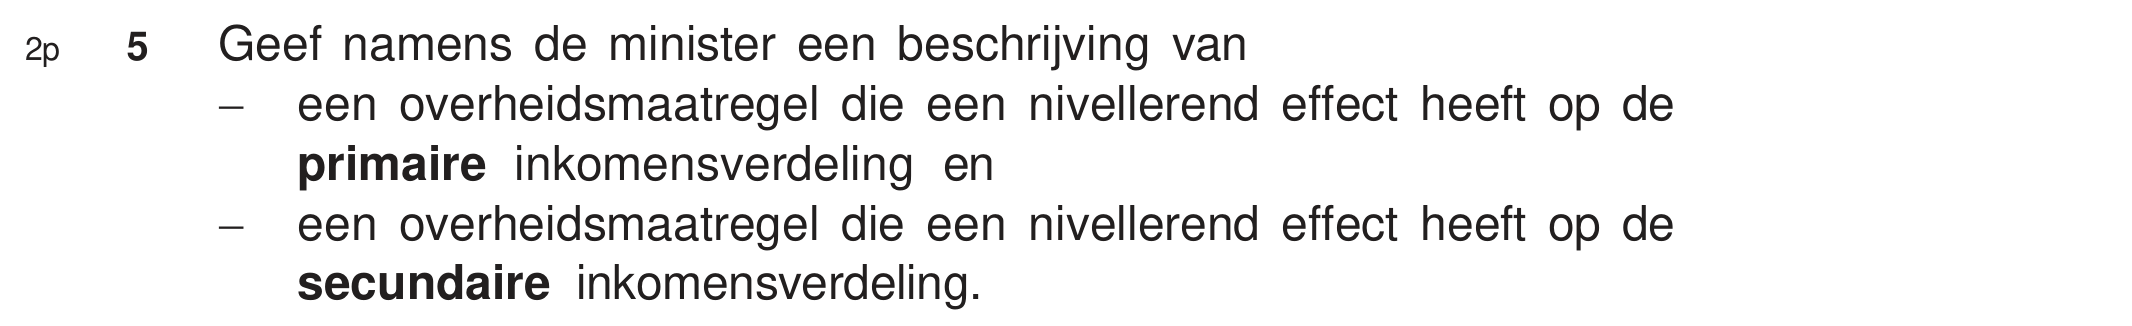 2p 5 Geef namens de minister een beschrijving van
– een overheidsmaatregel die een nivellerend effect heeft op de
primaire inkomensverdeling en
– een overheidsmaatregel die een nivellerend effect heeft op de
secundaire inkomensverdeling.